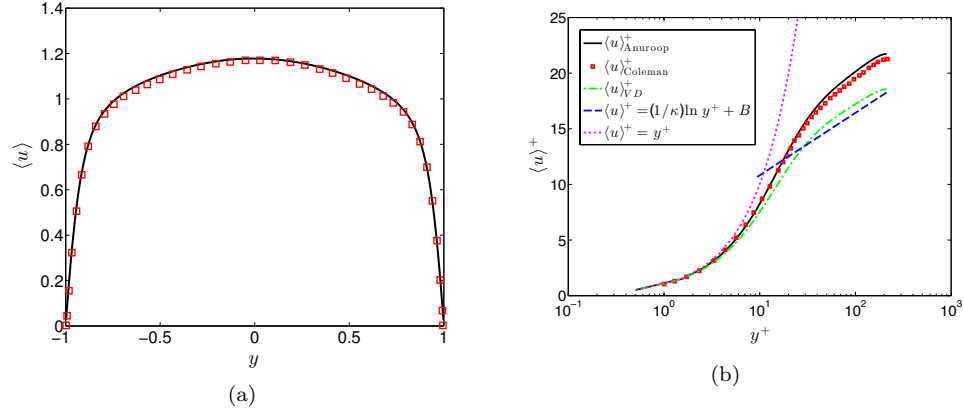 1.4
1.2
1
0.8
0.6
0.4
0.2
0
−1 −0.5 0 0.5 1
⟨u⟩
y
(a)
25
20
15
10
5
0
10⁻¹ 10⁰ 10¹ 10² 10³
⟨u⟩⁺
y⁺
⟨u⟩⁺Anuroop
⟨u⟩⁺Coleman
⟨u⟩⁺VD
⟨u⟩⁺ = (1/κ)ln y⁺ + B
⟨u⟩⁺ = y⁺
(b)